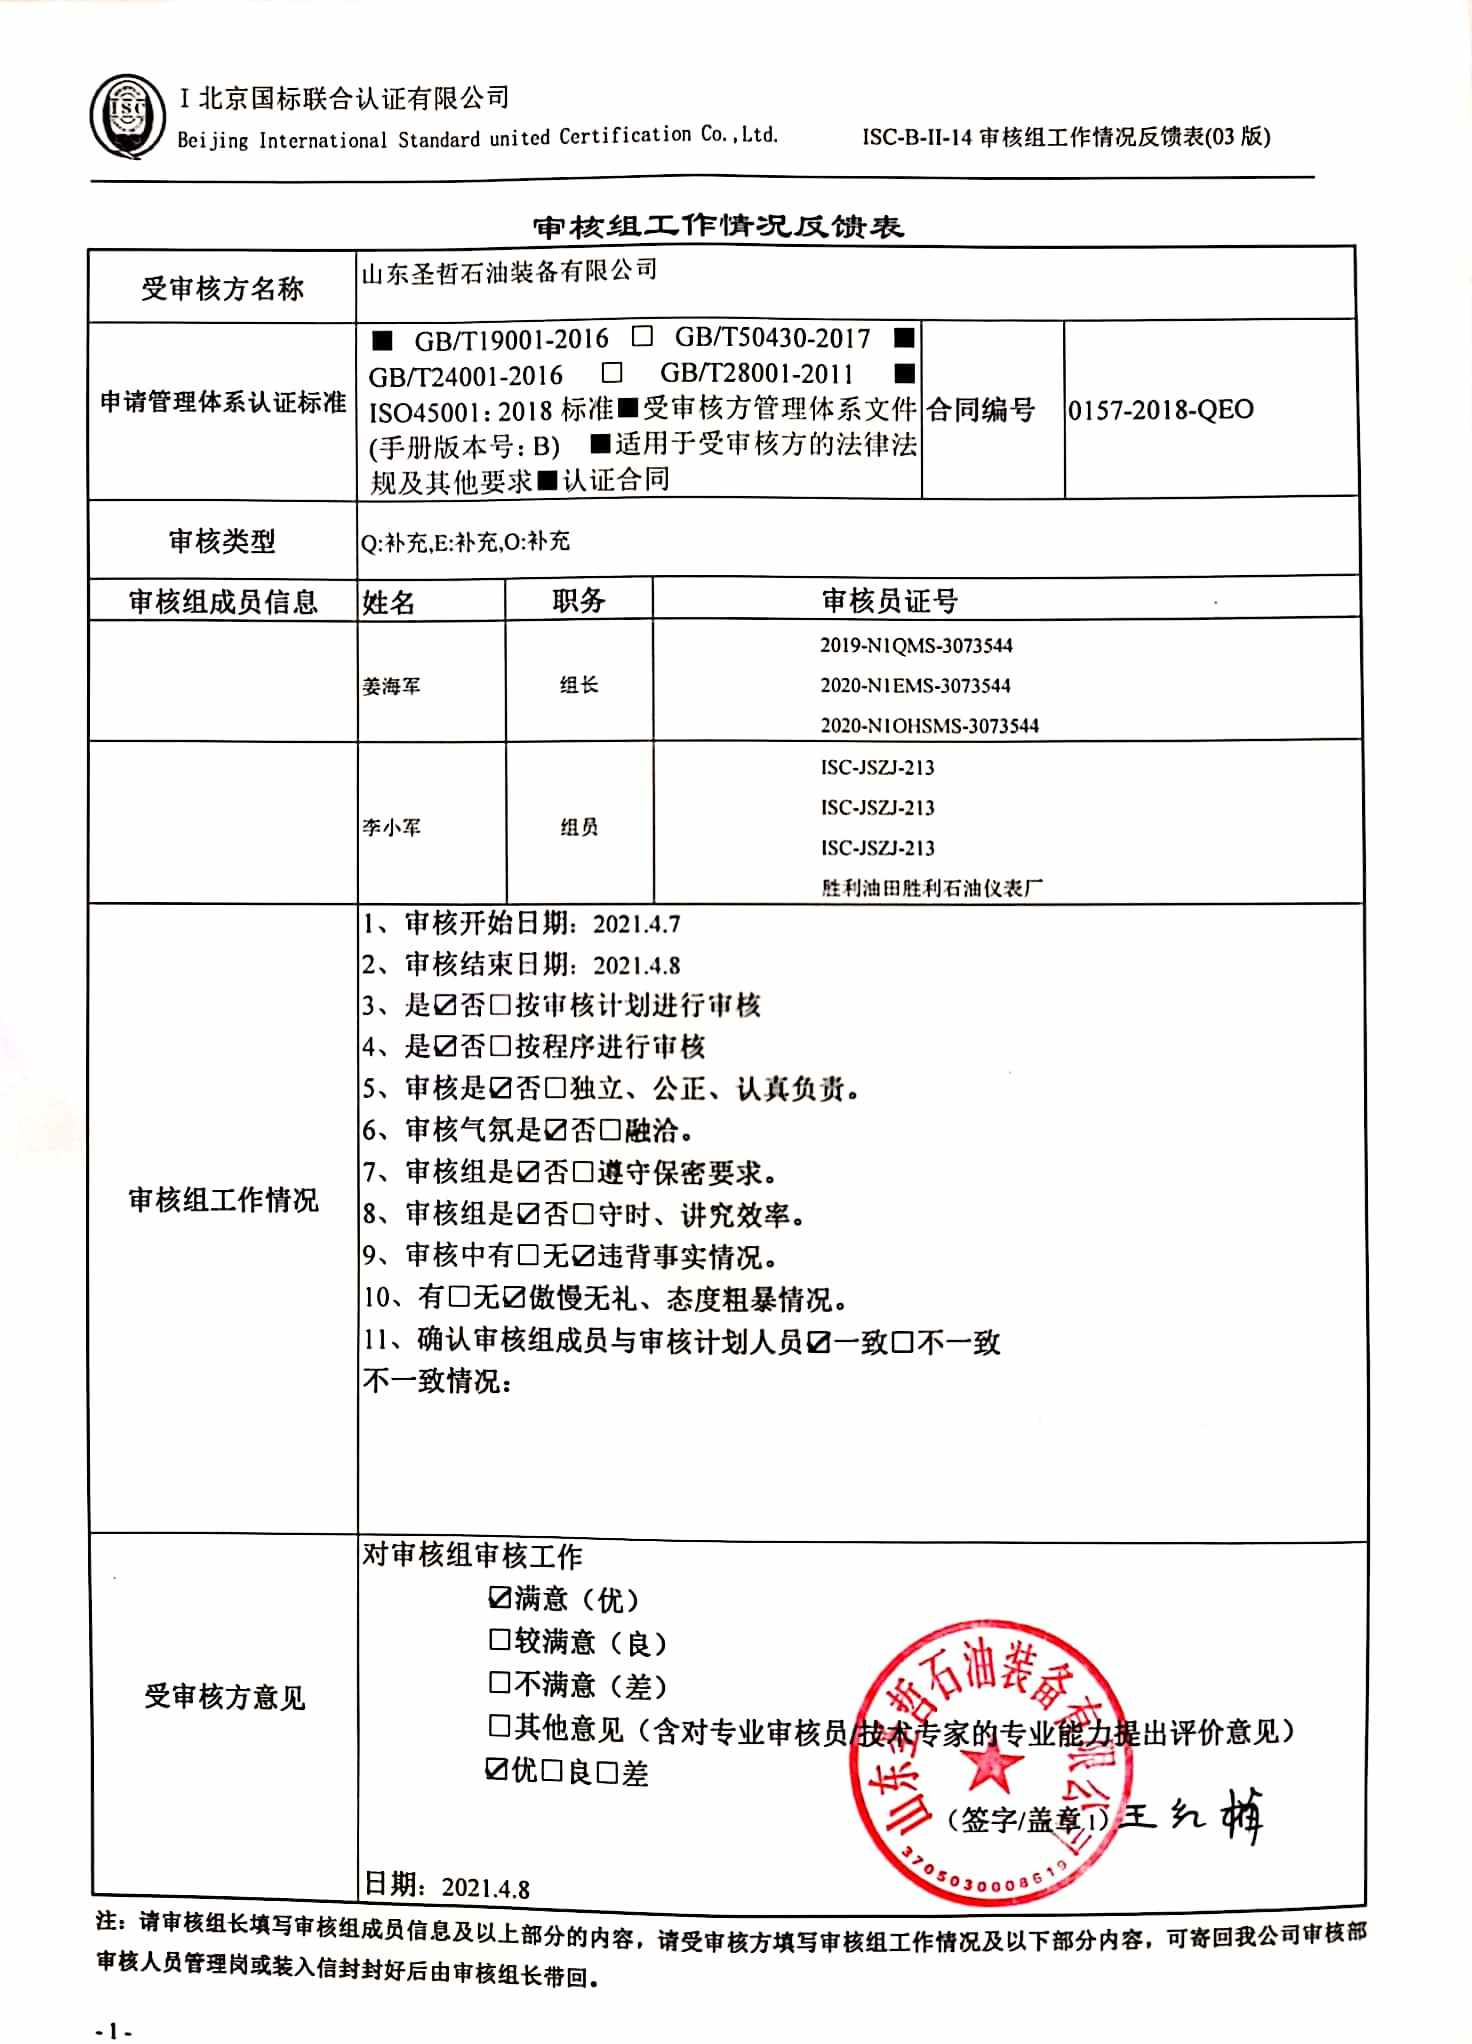 ISC
I 北京国标联合认证有限公司
Beijing International Standard united Certification Co.,Ltd.
ISC-B-II-14 审核组工作情况反馈表(03 版)
审核组工作情况反馈表
受审核方名称
山东圣哲石油装备有限公司
申请管理体系认证标准
■ GB/T19001-2016 □ GB/T50430-2017 ■
GB/T24001-2016 □ GB/T28001-2011 ■
ISO45001: 2018 标准■受审核方管理体系文件
(手册版本号: B) ■适用于受审核方的法律法
规及其他要求■认证合同
合同编号
0157-2018-QEO
审核类型
Q:补充,E:补充,O:补充
审核组成员信息
姓名
职务
审核员证号
姜海军
组长
2019-N1QMS-3073544
2020-N1EMS-3073544
2020-N1OHSMS-3073544
李小军
组员
ISC-JSZJ-213
ISC-JSZJ-213
ISC-JSZJ-213
胜利油田胜利石油仪表厂
审核组工作情况
1、审核开始日期: 2021.4.7
2、审核结束日期: 2021.4.8
3、是☑否□按审核计划进行审核
4、是☑否□按程序进行审核
5、审核是☑否□独立、公正、认真负责。
6、审核气氛是☑否□融洽。
7、审核组是☑否□遵守保密要求。
8、审核组是☑否□守时、讲究效率。
9、审核中有□无☑违背事实情况。
10、有□无☑傲慢无礼、态度粗暴情况。
11、确认审核组成员与审核计划人员☑一致□不一致
不一致情况:
受审核方意见
对审核组审核工作
☑满意（优）
□较满意（良）
□不满意（差）
□其他意见（含对专业审核员/技术专家的专业能力提出评价意见）
☑优□良□差
（签字/盖章）王红
山东圣哲石油装备有限公司
3705030008619
日期: 2021.4.8
注: 请审核组长填写审核组成员信息及以上部分的内容，请受审核方填写审核组工作情况及以下部分内容，可寄回我公司审核部
审核人员管理岗或装入信封封好后由审核组长带回。
- 1 -